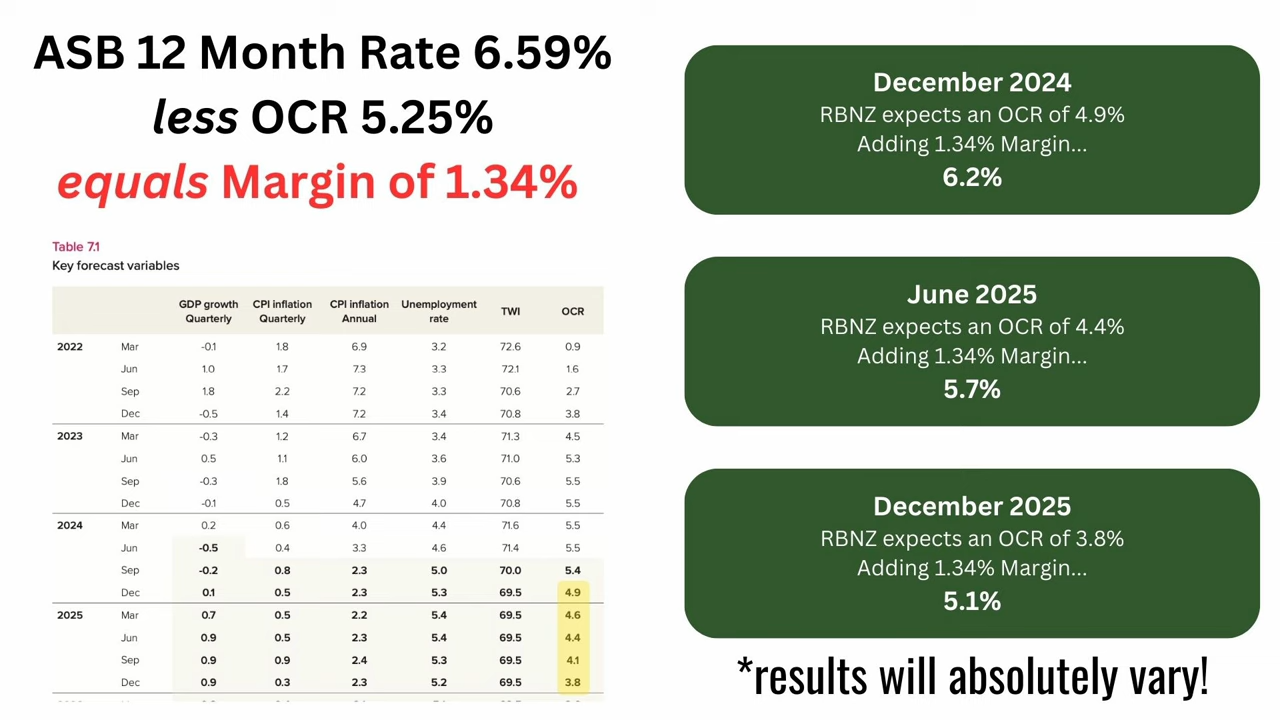 ASB 12 Month Rate 6.59%
less OCR 5.25%
equals Margin of 1.34%
Table 7.1
Key forecast variables
GDP growth Quarterly CPI inflation Quarterly CPI inflation Annual Unemployment rate TWI OCR
2022 Mar -0.1 1.8 6.9 3.2 72.6 0.9
Jun 1.0 1.7 7.3 3.3 72.1 1.6
Sep 1.8 2.2 7.2 3.3 70.6 2.7
Dec -0.5 1.4 7.2 3.4 70.8 3.8
2023 Mar -0.3 1.2 6.7 3.4 71.3 4.5
Jun 0.5 1.1 6.0 3.6 71.0 5.3
Sep -0.3 1.8 5.6 3.9 70.6 5.5
Dec -0.1 0.5 4.7 4.0 70.8 5.5
2024 Mar 0.2 0.6 4.0 4.4 71.6 5.5
Jun -0.5 0.4 3.3 4.6 71.4 5.5
Sep -0.2 0.8 2.3 5.0 70.0 5.4
Dec 0.1 0.5 2.3 5.3 69.5 4.9
2025 Mar 0.7 0.5 2.2 5.4 69.5 4.6
Jun 0.9 0.5 2.3 5.4 69.5 4.4
Sep 0.9 0.9 2.4 5.3 69.5 4.1
Dec 0.9 0.3 2.3 5.2 69.5 3.8
December 2024
RBNZ expects an OCR of 4.9%
Adding 1.34% Margin...
6.2%
June 2025
RBNZ expects an OCR of 4.4%
Adding 1.34% Margin...
5.7%
December 2025
RBNZ expects an OCR of 3.8%
Adding 1.34% Margin...
5.1%
*results will absolutely vary!